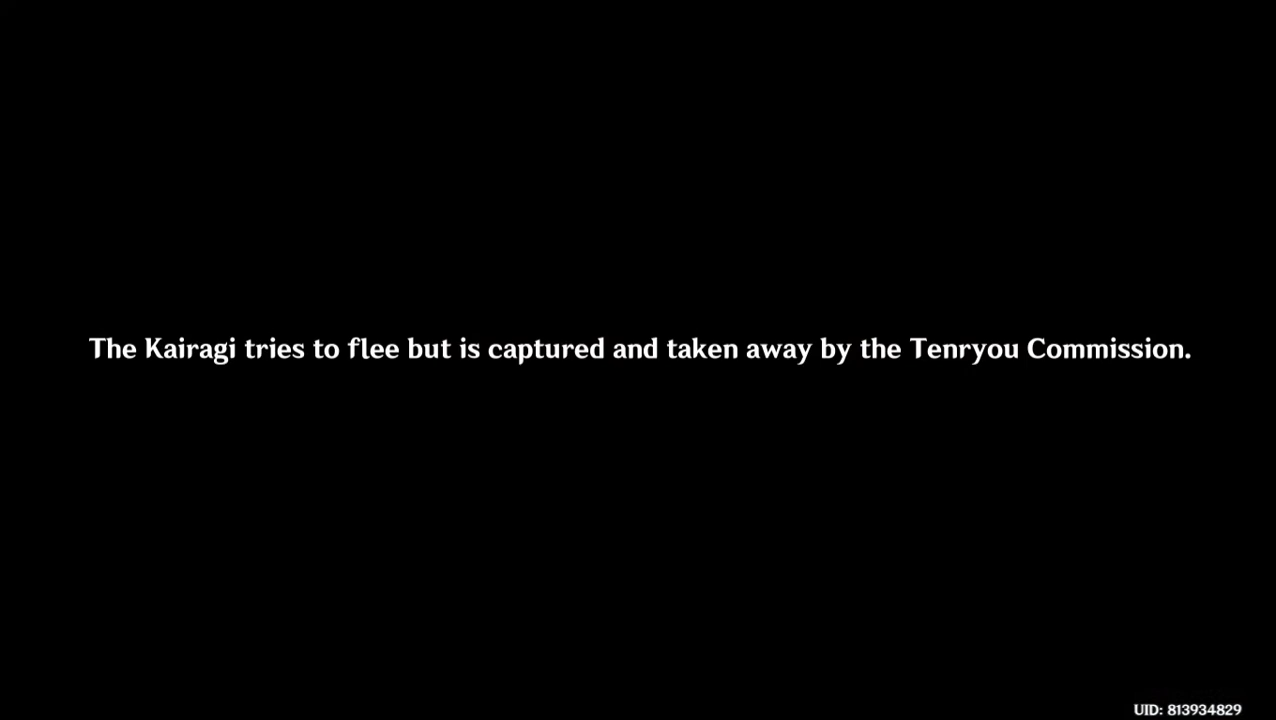 The Kairagi tries to flee but is captured and taken away by the Tenryou Commission.
UID: 813934829